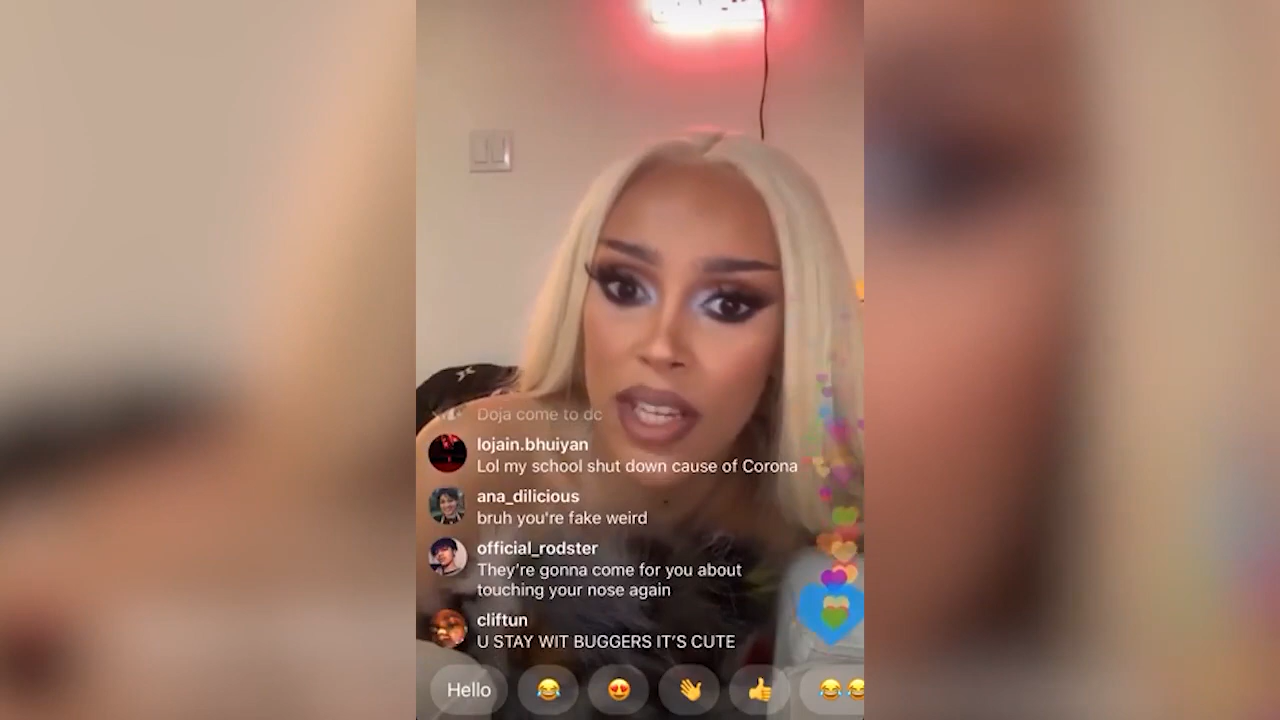 Doja come to dc
lojain.bhuiyan
Lol my school shut down cause of Corona
ana_dilicious
bruh you're fake weird
official_rodster
They're gonna come for you about
touching your nose again
cliftun
U STAY WIT BUGGERS IT'S CUTE
Hello